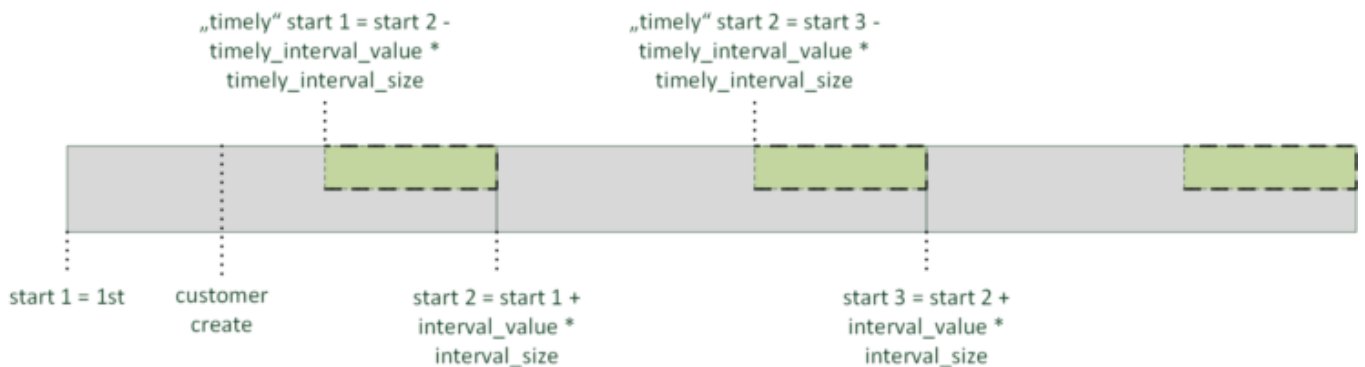 „timely“ start 1 = start 2 -
timely_interval_value *
timely_interval_size
„timely“ start 2 = start 3 -
timely_interval_value *
timely_interval_size
start 1 = 1st
customer
create
start 2 = start 1 +
interval_value *
interval_size
start 3 = start 2 +
interval_value *
interval_size